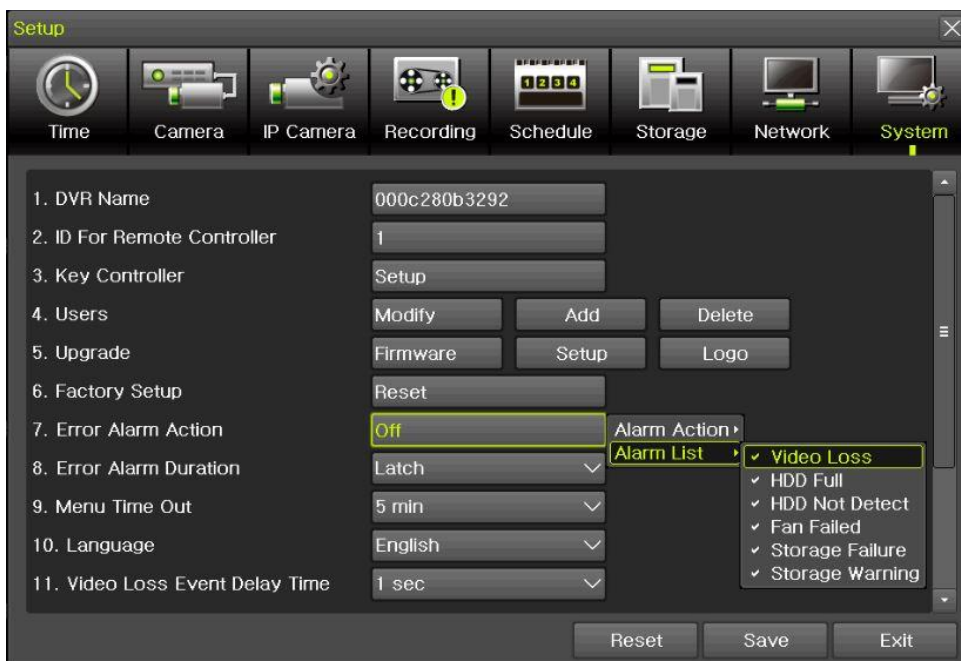 Setup
1 2 3 4
Time Camera IP Camera Recording Schedule Storage Network System
1. DVR Name 000c280b3292
2. ID For Remote Controller 1
3. Key Controller Setup
4. Users Modify Add Delete
5. Upgrade Firmware Setup Logo
6. Factory Setup Reset
7. Error Alarm Action Off Alarm Action
8. Error Alarm Duration Latch Alarm List Video Loss
HDD Full
9. Menu Time Out 5 min HDD Not Detect
Fan Failed
10. Language English Storage Failure
11. Video Loss Event Delay Time 1 sec Storage Warning
Reset Save Exit